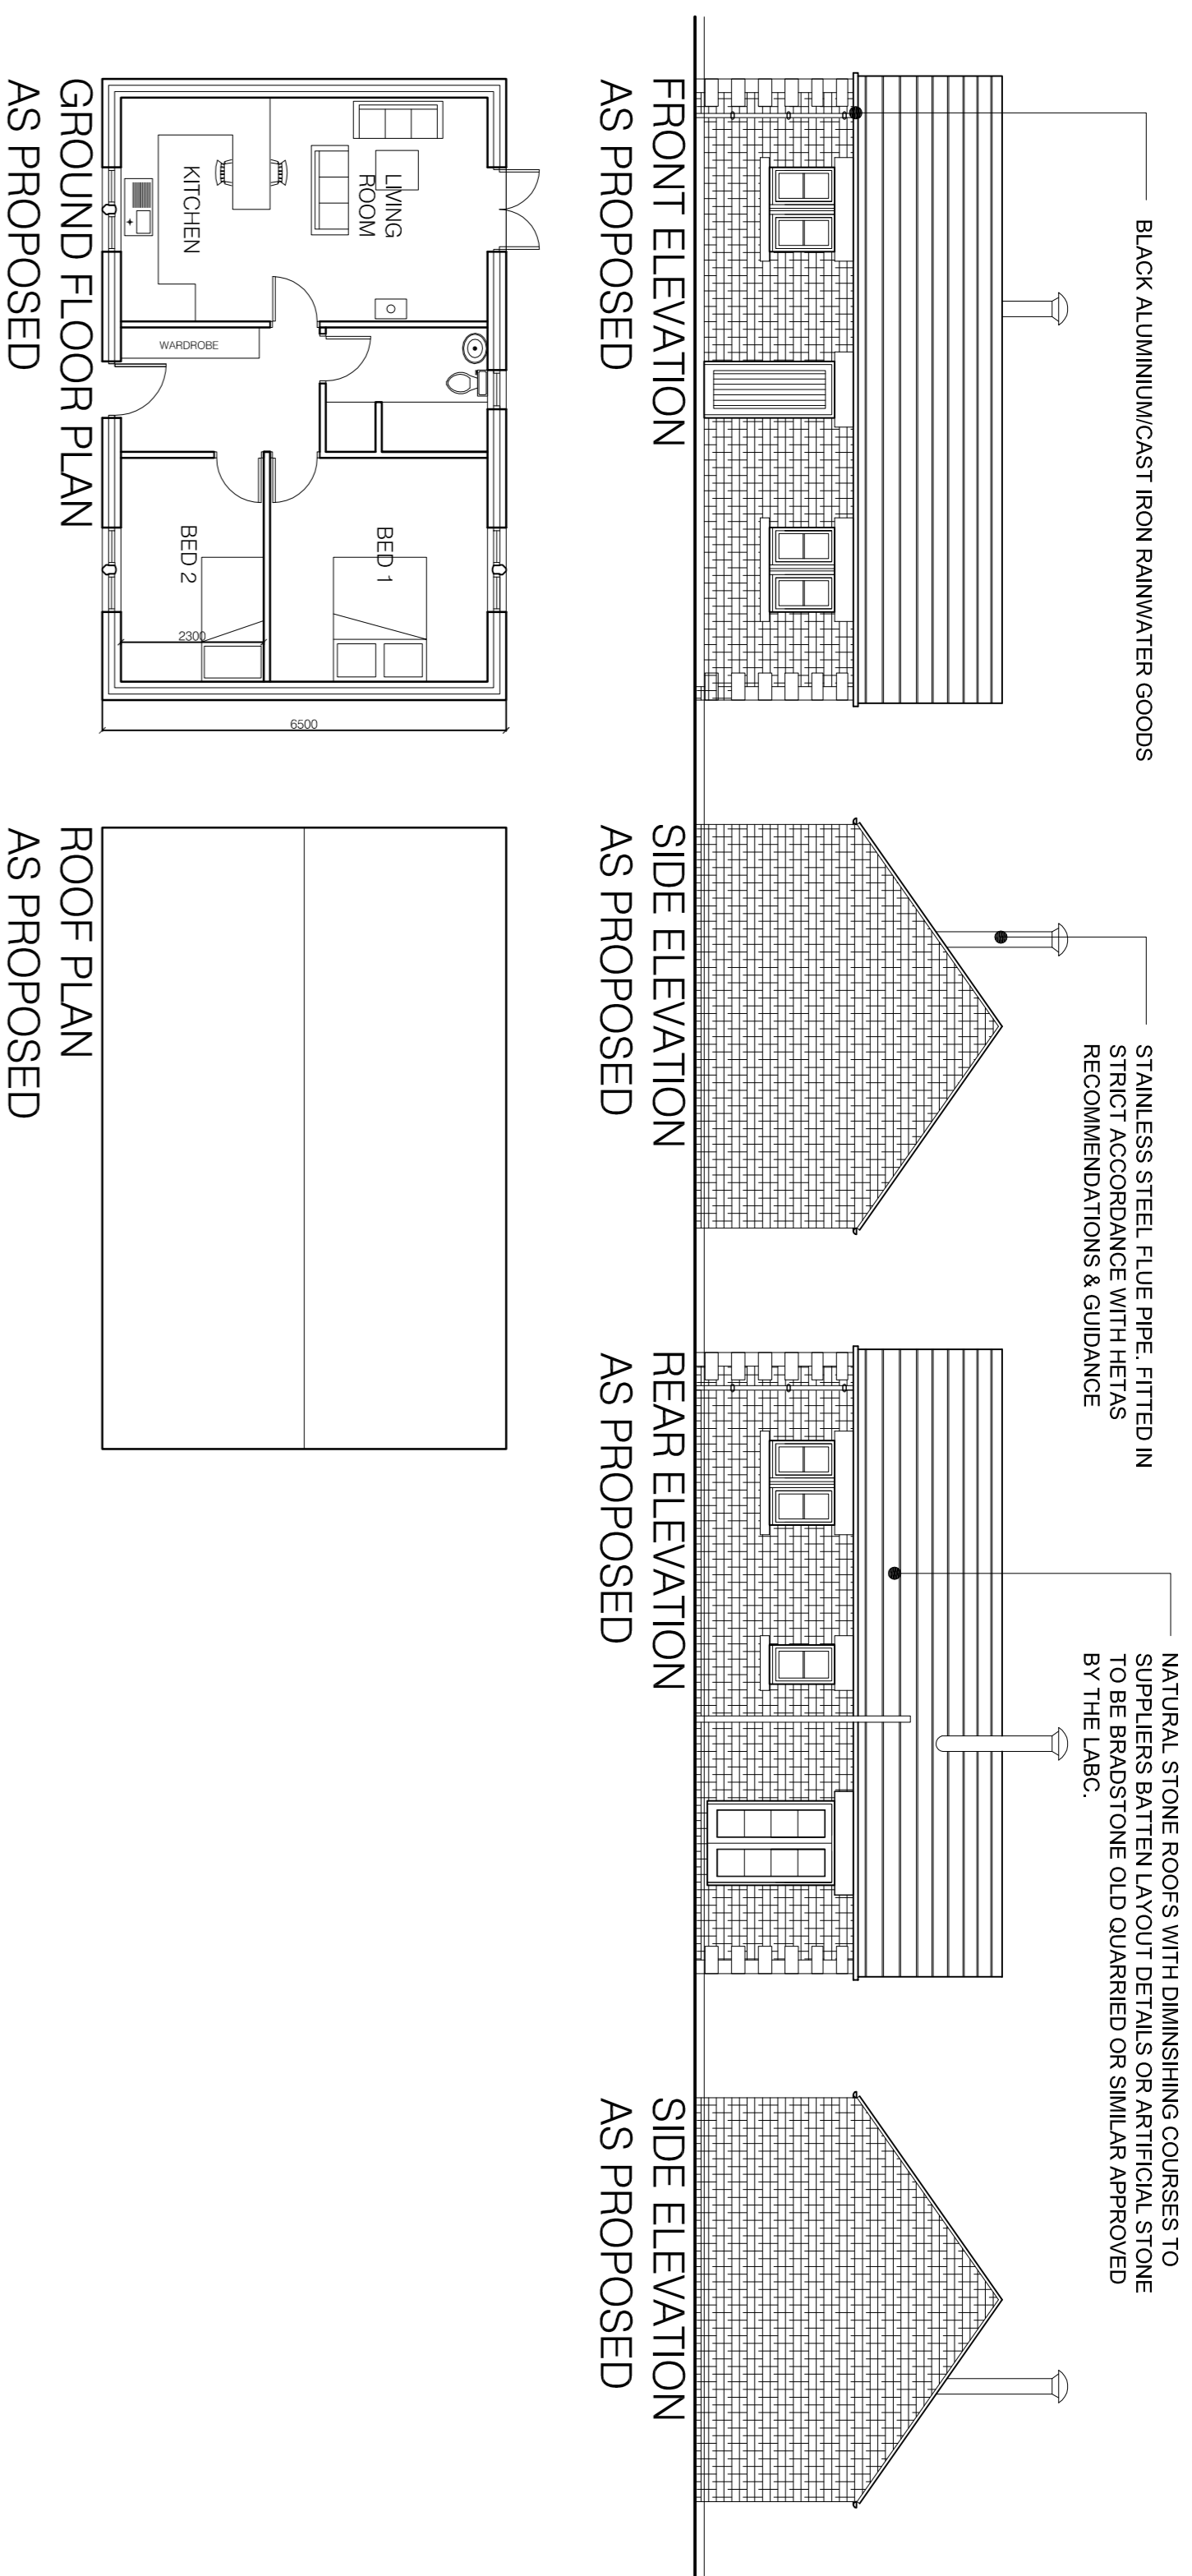 BLACK ALUMINIUM/CAST IRON RAINWATER GOODS
STAINLESS STEEL FLUE PIPE. FITTED IN
STRICT ACCORDANCE WITH HETAS
RECOMMENDATIONS & GUIDANCE
NATURAL STONE ROOFS WITH DIMINSIHING COURSES TO
SUPPLIERS BATTEN LAYOUT DETAILS OR ARTIFICIAL STONE
TO BE BRADSTONE OLD QUARRIED OR SIMILAR APPROVED
BY THE LABC.
FRONT ELEVATION
AS PROPOSED
SIDE ELEVATION
AS PROPOSED
REAR ELEVATION
AS PROPOSED
SIDE ELEVATION
AS PROPOSED
LIVING
ROOM
KITCHEN
WARDROBE
BED 1
BED 2
2300
6500
GROUND FLOOR PLAN
AS PROPOSED
ROOF PLAN
AS PROPOSED